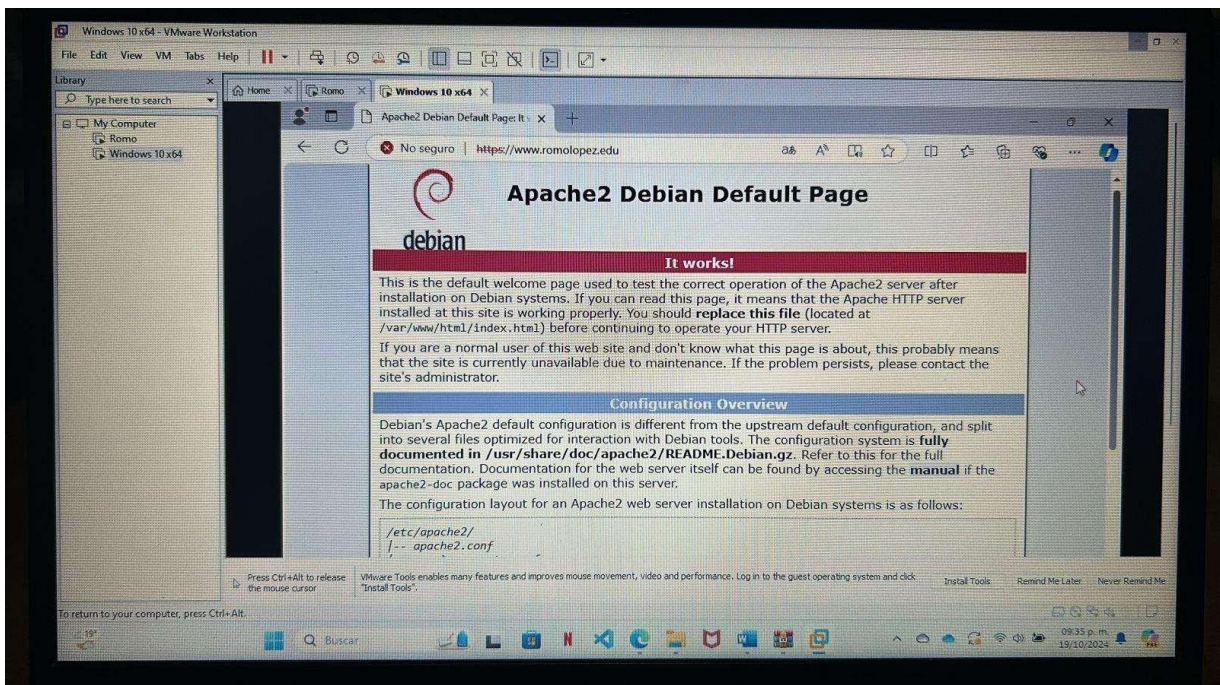 Windows 10 x64 - VMware Workstation
File Edit View VM Tabs Help
Library
Type here to search
My Computer
Romo
Windows 10 x64
Home Romo Windows 10 x64
Apache2 Debian Default Page: It
No seguro https://www.romolopez.edu
Apache2 Debian Default Page
debian
It works!
This is the default welcome page used to test the correct operation of the Apache2 server after
installation on Debian systems. If you can read this page, it means that the Apache HTTP server
installed at this site is working properly. You should replace this file (located at
/var/www/html/index.html) before continuing to operate your HTTP server.
If you are a normal user of this web site and don't know what this page is about, this probably means
that the site is currently unavailable due to maintenance. If the problem persists, please contact the
site's administrator.
Configuration Overview
Debian's Apache2 default configuration is different from the upstream default configuration, and split
into several files optimized for interaction with Debian tools. The configuration system is fully
documented in /usr/share/doc/apache2/README.Debian.gz. Refer to this for the full
documentation. Documentation for the web server itself can be found by accessing the manual if the
apache2-doc package was installed on this server.
The configuration layout for an Apache2 web server installation on Debian systems is as follows:
/etc/apache2/
|-- apache2.conf
Press Ctrl+Alt to release
the mouse cursor
VMware Tools enables many features and improves mouse movement, video and performance. Log in to the guest operating system and click
"Install Tools".
Install Tools Remind Me Later Never Remind Me
To return to your computer, press Ctrl+Alt.
19°
Buscar
09:35 p. m.
19/10/2024